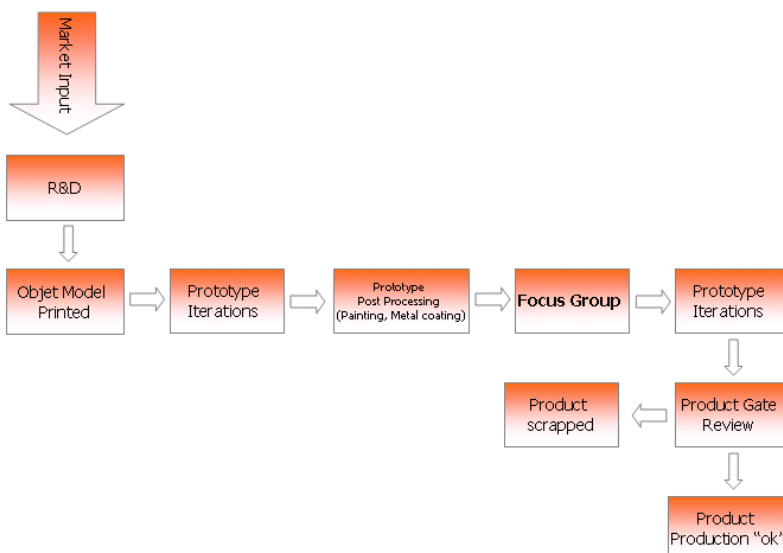 Market Input
R&D
Objet Model
Printed
Prototype
Iterations
Prototype
Post Processing
(Painting, Metal coating)
Focus Group
Prototype
Iterations
Product
scrapped
Product Gate
Review
Product
Production “ok”